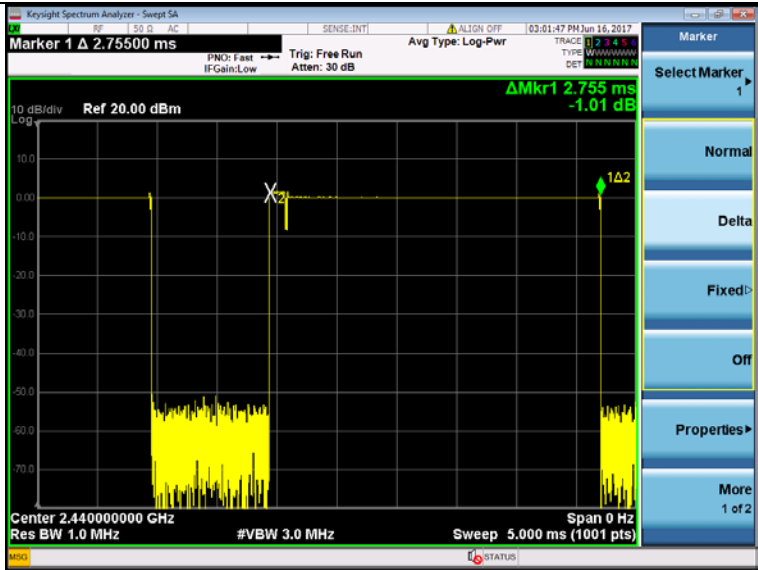 Keysight Spectrum Analyzer - Swept SA
LXI RF 50 Ω AC SENSE:INT ALIGN OFF 03:01:47 PM Jun 16, 2017
Marker 1 Δ 2.75500 ms
PNO: Fast
IFGain:Low
Trig: Free Run
Atten: 30 dB
Avg Type: Log-Pwr
TRACE 1 2 3 4 5 6
TYPE WWWWWW
DET N N N N N N
ΔMkr1 2.755 ms
-1.01 dB
10 dB/div Ref 20.00 dBm
Log
10.0
0.00
-10.0
-20.0
-30.0
-40.0
-50.0
-60.0
-70.0
X2
1Δ2
Center 2.440000000 GHz Span 0 Hz
Res BW 1.0 MHz #VBW 3.0 MHz Sweep 5.000 ms (1001 pts)
MSG STATUS
Marker
Select Marker
1
Normal
Delta
Fixed
Off
Properties
More
1 of 2